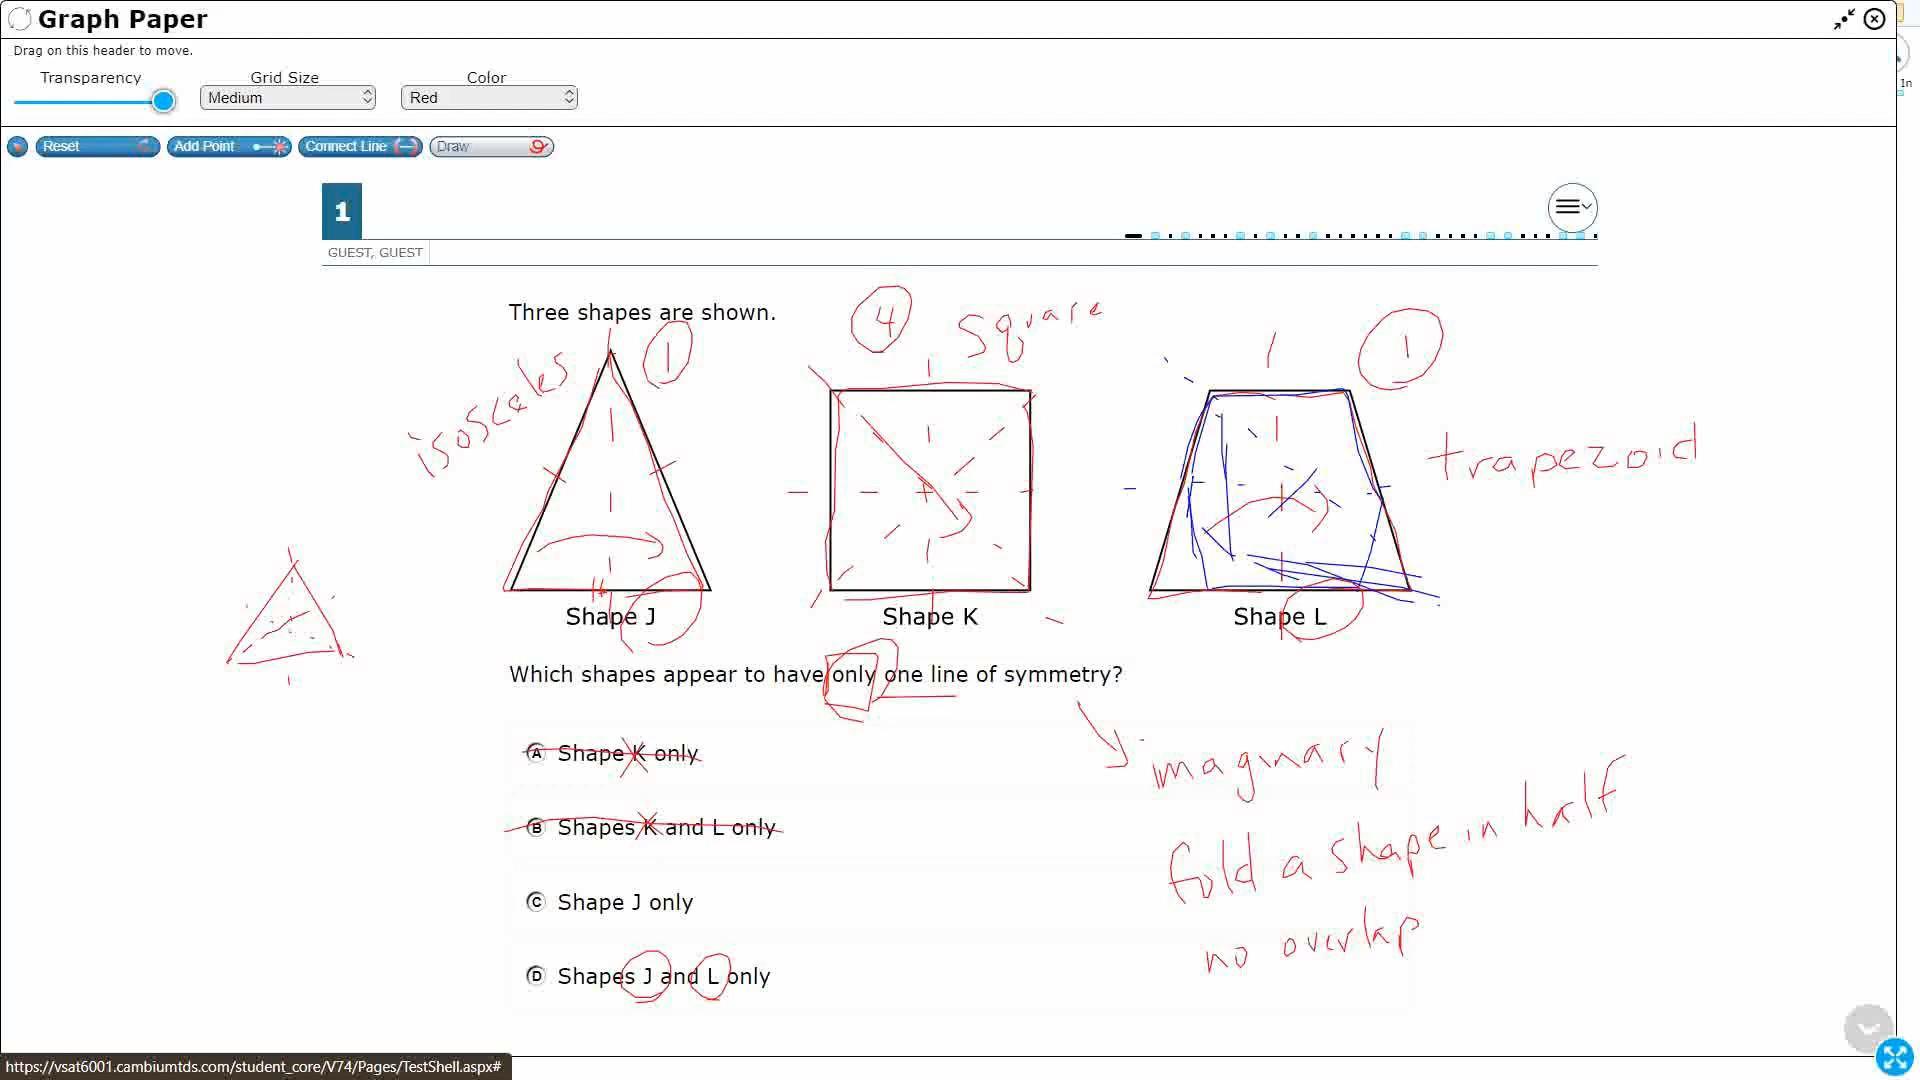 Graph Paper
Drag on this header to move.
Transparency Grid Size Color
Medium Red
Reset Add Point Connect Line Draw
In
1
GUEST, GUEST
Three shapes are shown.
1 4 square 1
isosceles
trapezoid
Shape J Shape K Shape L
Which shapes appear to have only one line of symmetry?
A Shape K only
B Shapes K and L only
C Shape J only
D Shapes J and L only
imaginary
fold a shape in half
no overlap
https://vsat6001.cambiumtds.com/student_core/V74/Pages/TestShell.aspx#